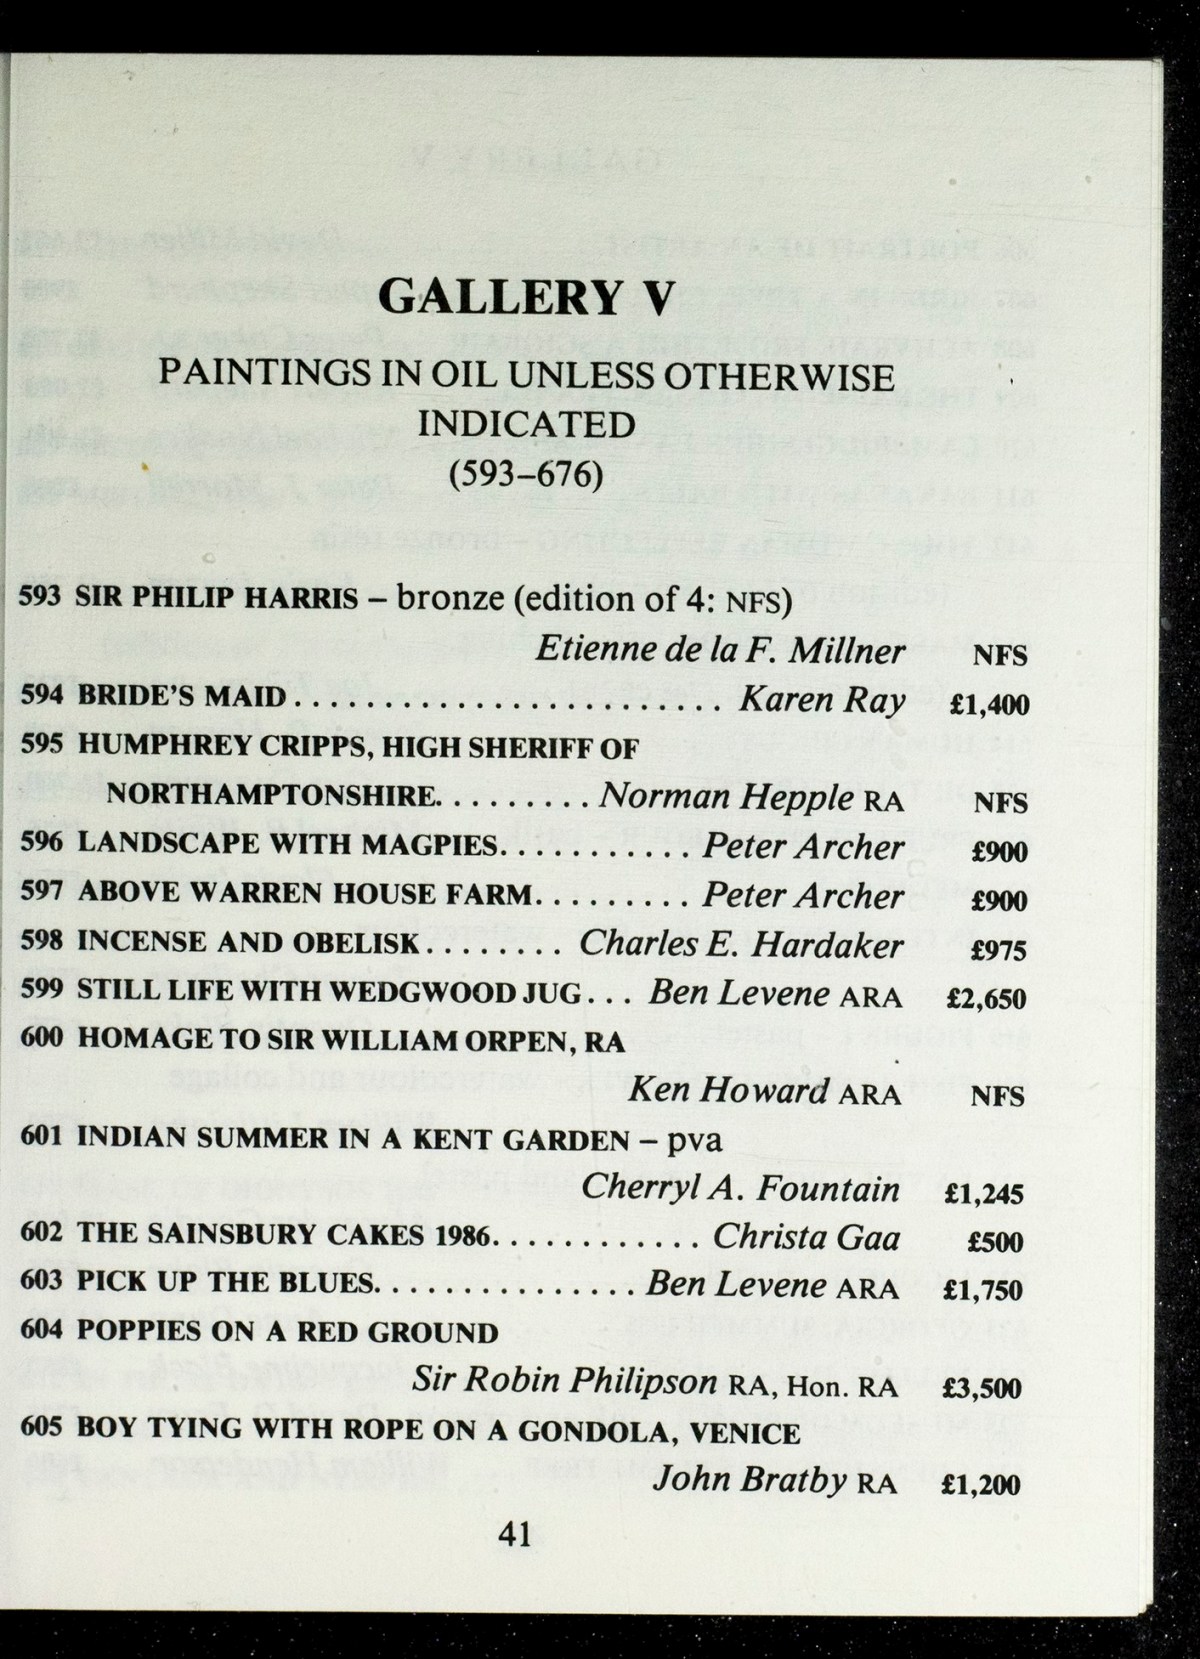 GALLERY V
PAINTINGS IN OIL UNLESS OTHERWISE
INDICATED
(593–676)
593 SIR PHILIP HARRIS – bronze (edition of 4: NFS)
Etienne de la F. Millner NFS
594 BRIDE'S MAID......................... Karen Ray £1,400
595 HUMPHREY CRIPPS, HIGH SHERIFF OF
NORTHAMPTONSHIRE......... Norman Hepple RA NFS
596 LANDSCAPE WITH MAGPIES............ Peter Archer £900
597 ABOVE WARREN HOUSE FARM.......... Peter Archer £900
598 INCENSE AND OBELISK........ Charles E. Hardaker £975
599 STILL LIFE WITH WEDGWOOD JUG... Ben Levene ARA £2,650
600 HOMAGE TO SIR WILLIAM ORPEN, RA
Ken Howard ARA NFS
601 INDIAN SUMMER IN A KENT GARDEN – pva
Cherryl A. Fountain £1,245
602 THE SAINSBURY CAKES 1986............. Christa Gaa £500
603 PICK UP THE BLUES............... Ben Levene ARA £1,750
604 POPPIES ON A RED GROUND
Sir Robin Philipson RA, Hon. RA £3,500
605 BOY TYING WITH ROPE ON A GONDOLA, VENICE
John Bratby RA £1,200
41